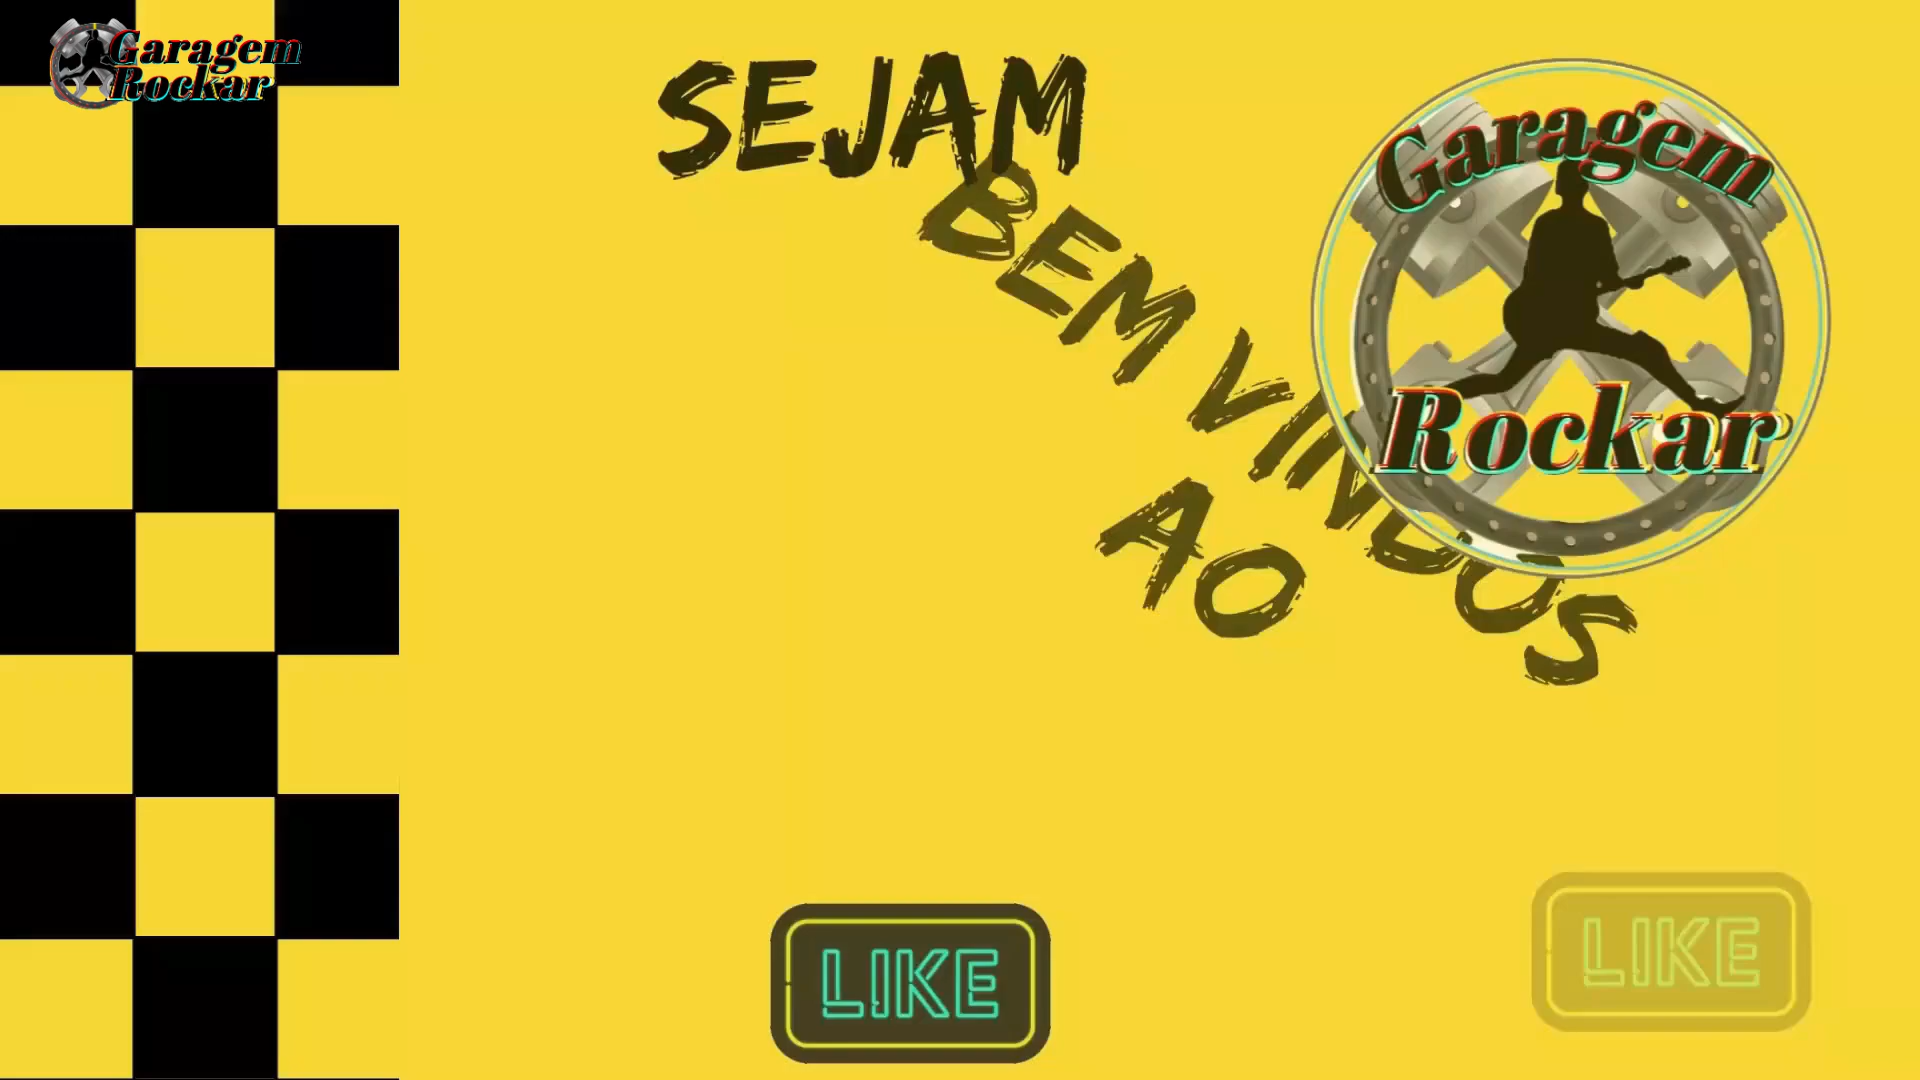 Garagem
Rockar
SEJAM
BEM VINDOS
AO
Garagem
Rockar
LIKE
LIKE